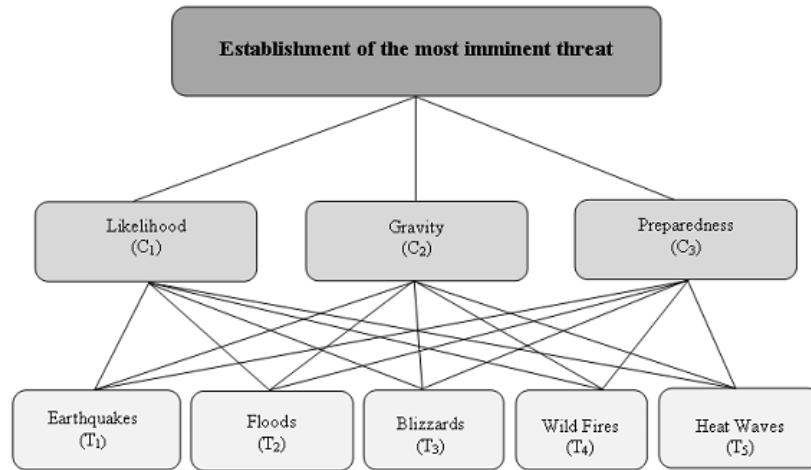 Establishment of the most imminent threat
Likelihood
(C₁)
Gravity
(C₂)
Preparedness
(C₃)
Earthquakes
(T₁)
Floods
(T₂)
Blizzards
(T₃)
Wild Fires
(T₄)
Heat Waves
(T₅)